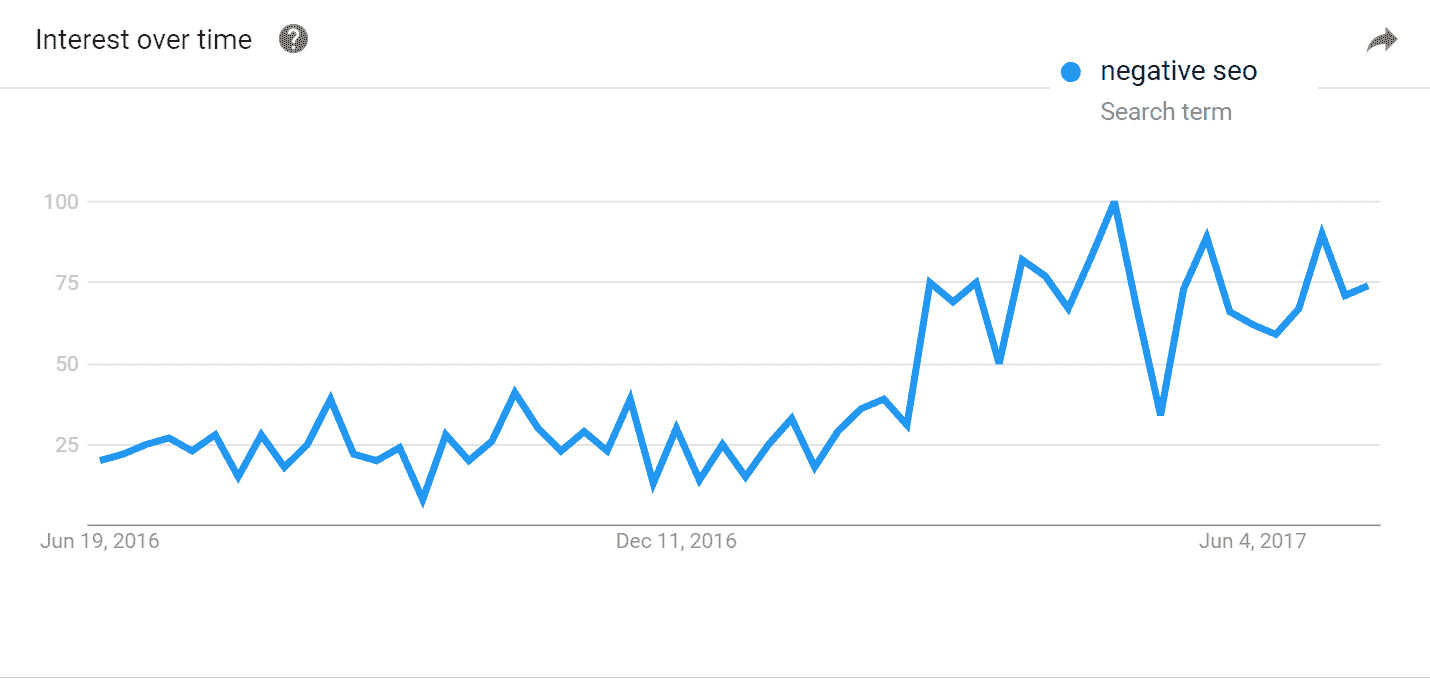 Interest over time ?
negative seo
Search term
100
75
50
25
Jun 19, 2016 Dec 11, 2016 Jun 4, 2017